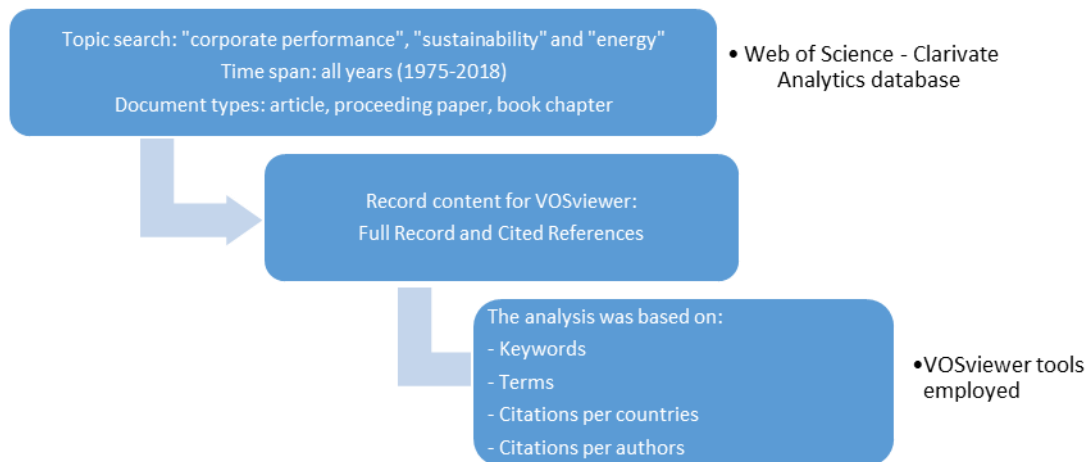 Topic search: "corporate performance", "sustainability" and "energy"
Time span: all years (1975-2018)
Document types: article, proceeding paper, book chapter
• Web of Science - Clarivate
Analytics database
Record content for VOSviewer:
Full Record and Cited References
The analysis was based on:
- Keywords
- Terms
- Citations per countries
- Citations per authors
•VOSviewer tools
employed